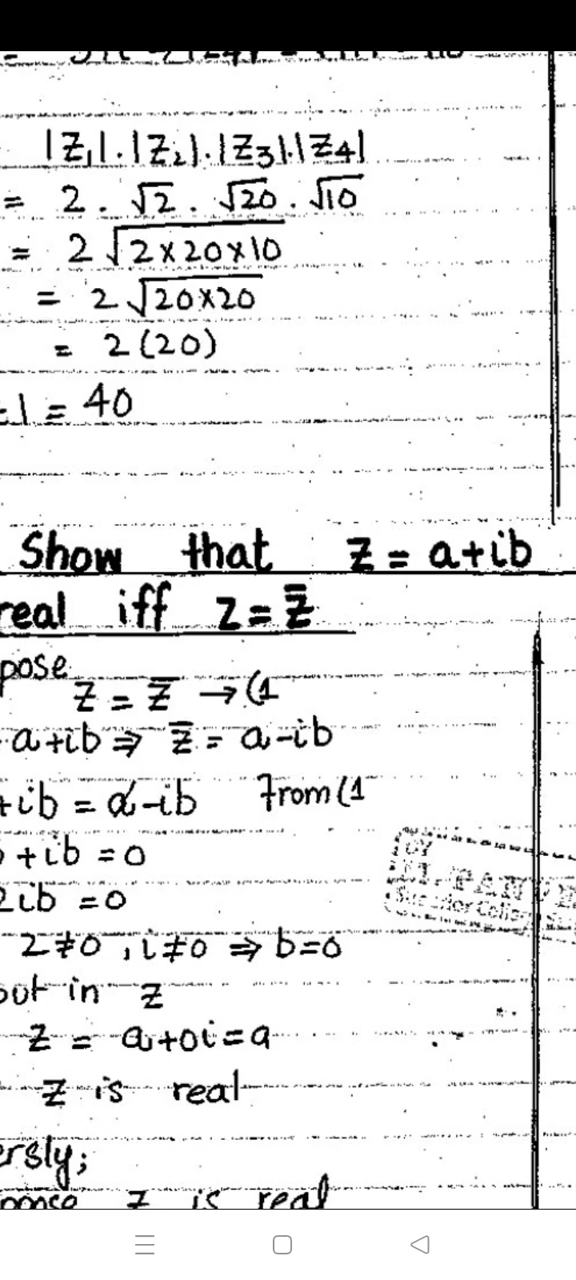 |Z₁|.|Z₂|.|Z₃|.|Z₄|
= 2 . √2 . √20 . √10
= 2 √2×20×10
= 2 √20×20
= 2 (20)
1 = 40
Show that Z = a+ib
real iff Z = Z̄
pose
Z = Z̄ → (1
a+ib ⇒ Z̄ = a-ib
+ib = a-ib From (1
+ib = 0
2ib = 0
2≠0 , i≠0 ⇒ b=0
put in Z
Z = a+0i = a
Z is real
ersly;
Z is real